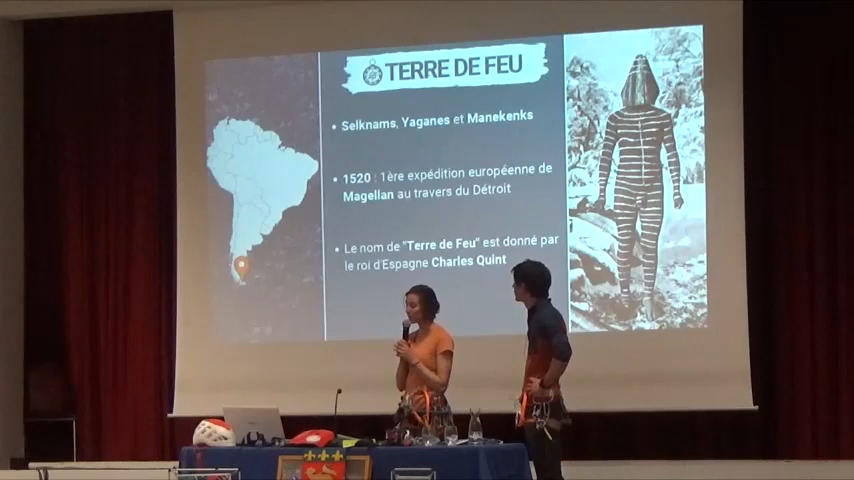 TERRE DE FEU
• Selknams, Yaganes et Manekenks
• 1520 : 1ère expédition européenne de
Magellan au travers du Détroit
• Le nom de "Terre de Feu" est donné par
le roi d'Espagne Charles Quint